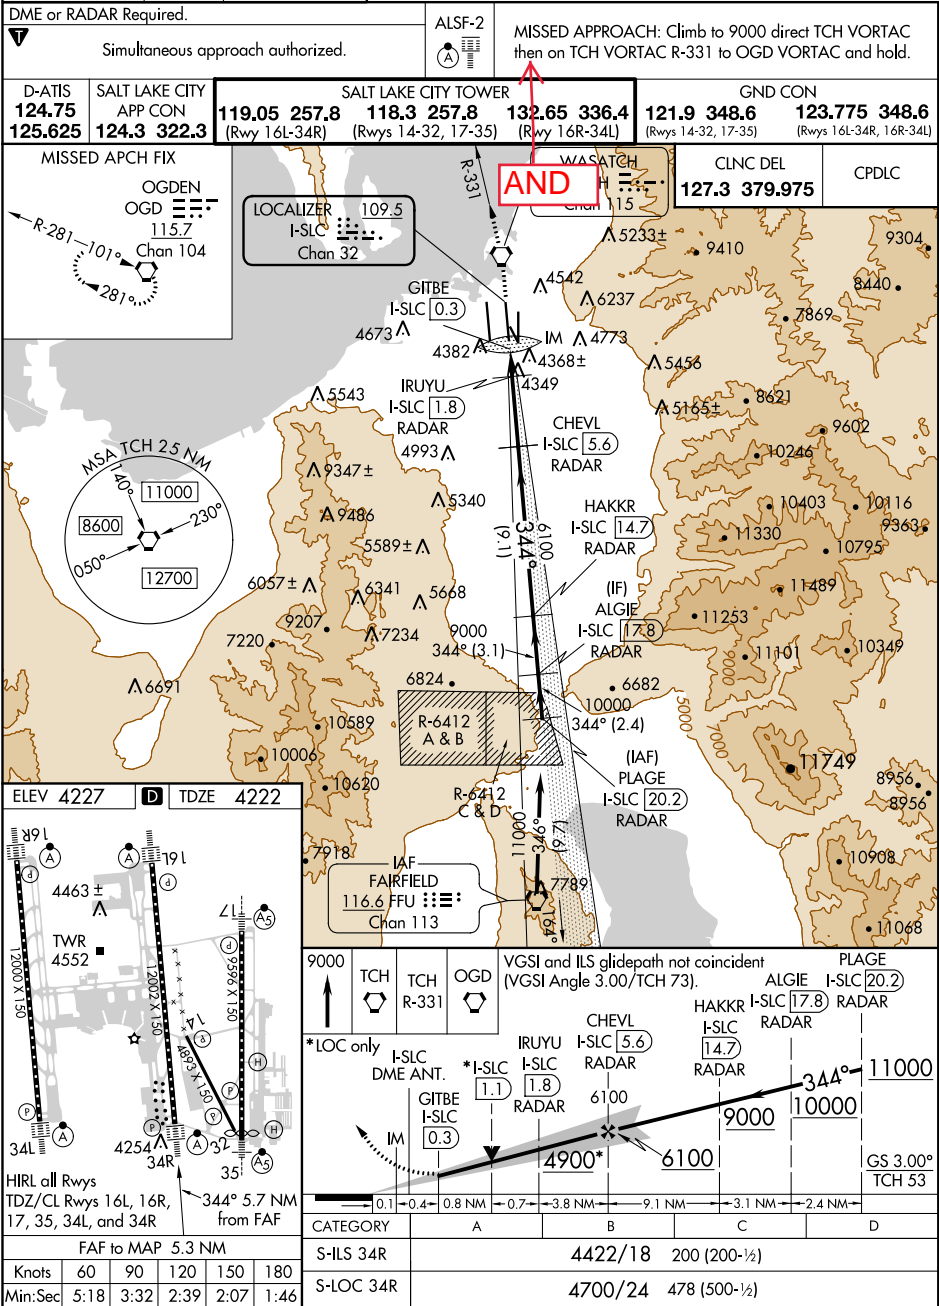 DME or RADAR Required.
T
Simultaneous approach authorized.
ALSF-2
A
MISSED APPROACH: Climb to 9000 direct TCH VORTAC
then on TCH VORTAC R-331 to OGD VORTAC and hold.
D-ATIS
124.75
125.625
SALT LAKE CITY
APP CON
124.3 322.3
SALT LAKE CITY TOWER
119.05 257.8 118.3 257.8 132.65 336.4
(Rwy 16L-34R) (Rwys 14-32, 17-35) (Rwy 16R-34L)
GND CON
121.9 348.6 123.775 348.6
(Rwys 14-32, 17-35) (Rwys 16L-34R, 16R-34L)
CLNC DEL
127.3 379.975
CPDLC
AND
MISSED APCH FIX
OGDEN
OGD
115.7
Chan 104
R-281
101°
281°
LOCALIZER 109.5
I-SLC
Chan 32
R-331
WASATCH
H
Chan 115
5233±
9410
9304
8440
7869
4542
6237
GITBE
I-SLC 0.3
4673
4382
IM
4773
4368±
4349
5456
IRUYU
I-SLC 1.8
RADAR
5543
5165±
8621
9602
CHEVL
I-SLC 5.6
RADAR
4993
10246
MSA TCH 25 NM
140°
11000
230°
8600
050°
12700
9347±
9486
5340
5589±
HAKKR
I-SLC 14.7
RADAR
10403
10116
9363
11330
10795
344°
6100
(9.1)
6057±
6341
5668
(IF)
ALGIE
I-SLC 17.8
RADAR
11489
11253
9207
7234
7220
9000
344° (3.1)
11101
10349
6691
6824
6682
10000
344° (2.4)
R-6412
A & B
10589
10006
10620
(IAF)
PLAGE
I-SLC 20.2
RADAR
5000
11749
8956
8956
R-6412
C & D
11000
346°
(9.7)
7918
10908
IAF
FAIRFIELD
116.6 FFU
Chan 113
7789
164°
11068
ELEV 4227
D
TDZE 4222
16R
A
A
16L
P
P
4463±
17
A5
TWR
4552
12000 X 150
12002 X 150
9596 X 150
P
14
P
4893 X 150
H
P
P
P
H
34L
A
4254
34R
A
32
35
A5
HIRL all Rwys
TDZ/CL Rwys 16L, 16R,
17, 35, 34L, and 34R
344° 5.7 NM
from FAF
FAF to MAP 5.3 NM
Knots 60 90 120 150 180
Min:Sec 5:18 3:32 2:39 2:07 1:46
9000
TCH
TCH
R-331
OGD
VGSI and ILS glidepath not coincident
(VGSI Angle 3.00/TCH 73).
*LOC only
I-SLC
DME ANT.
GITBE
I-SLC
0.3
IM
*I-SLC
1.1
IRUYU
I-SLC
1.8
RADAR
CHEVL
I-SLC 5.6
RADAR
6100
HAKKR
I-SLC
14.7
RADAR
ALGIE
I-SLC 17.8
RADAR
PLAGE
I-SLC 20.2
RADAR
344°
11000
10000
9000
6100
4900*
GS 3.00°
TCH 53
0.1 0.4 0.8 NM 0.7 3.8 NM 9.1 NM 3.1 NM 2.4 NM
CATEGORY A B C D
S-ILS 34R 4422/18 200 (200-½)
S-LOC 34R 4700/24 478 (500-½)